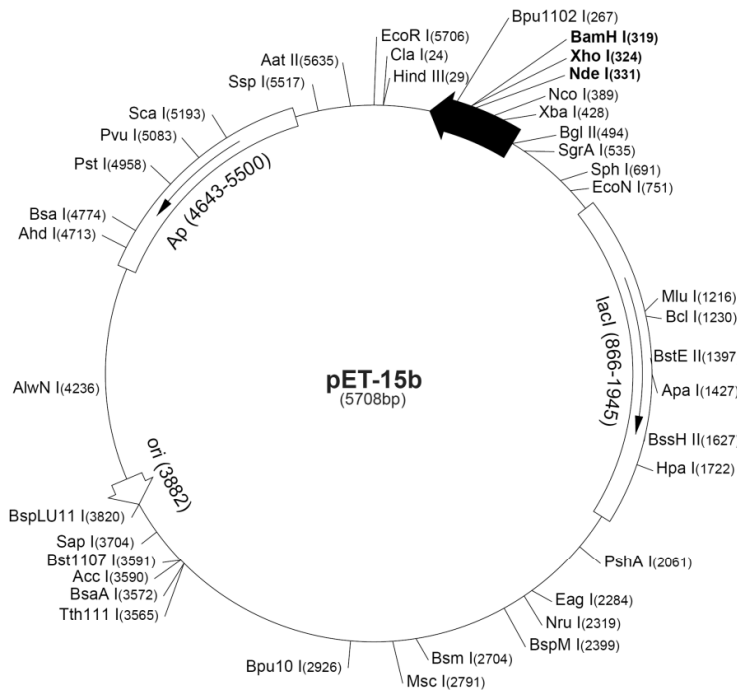 Bpu1102 I(267)
BamH I(319)
Xho I(324)
Nde I(331)
Nco I(389)
Xba I(428)
Bgl II(494)
SgrA I(535)
Sph I(691)
EcoN I(751)
EcoR I(5706)
Cla I(24)
Hind III(29)
Aat II(5635)
Ssp I(5517)
Sca I(5193)
Pvu I(5083)
Pst I(4958)
Bsa I(4774)
Ahd I(4713)
Ap (4643-5500)
lacI (866-1945)
Mlu I(1216)
Bcl I(1230)
BstE II(1397
Apa I(1427)
BssH II(1627)
Hpa I(1722)
pET-15b
(5708bp)
AlwN I(4236)
ori (3882)
BspLU11 I(3820)
Sap I(3704)
Bst1107 I(3591)
Acc I(3590)
BsaA I(3572)
Tth111 I(3565)
PshA I(2061)
Eag I(2284)
Nru I(2319)
BspM I(2399)
Bsm I(2704)
Msc I(2791)
Bpu10 I(2926)